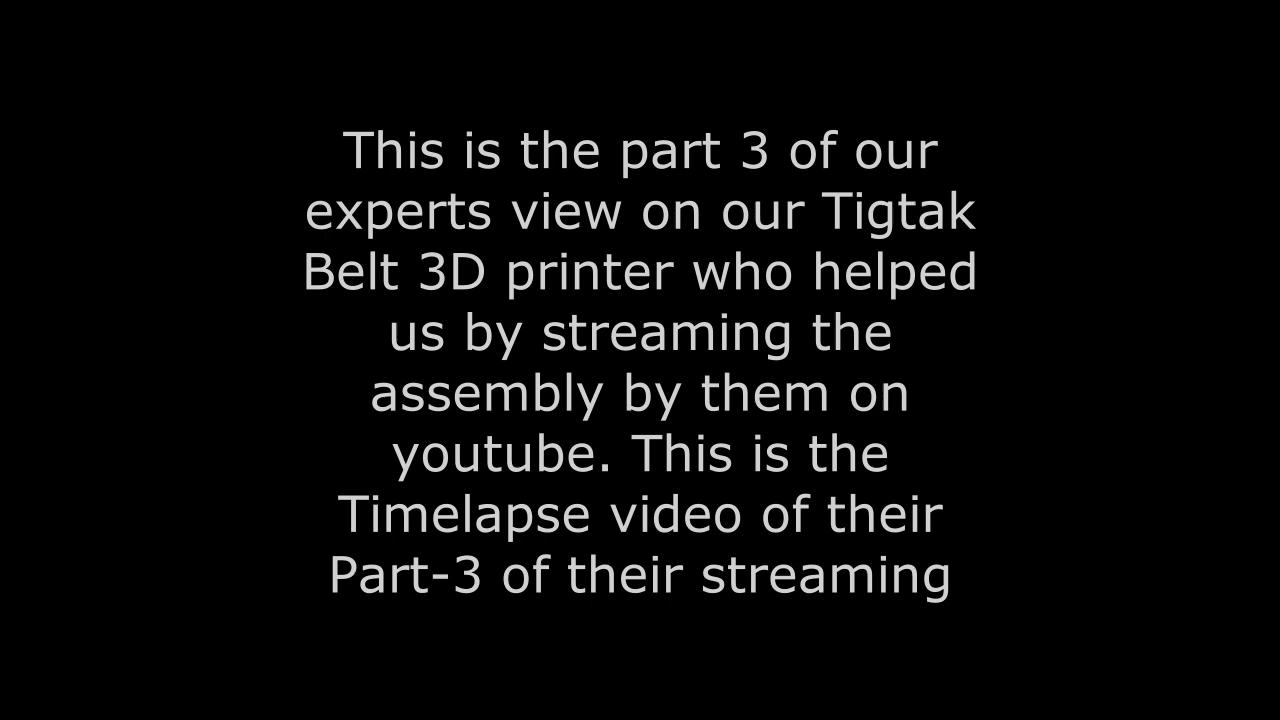 This is the part 3 of our
experts view on our Tigtak
Belt 3D printer who helped
us by streaming the
assembly by them on
youtube. This is the
Timelapse video of their
Part-3 of their streaming